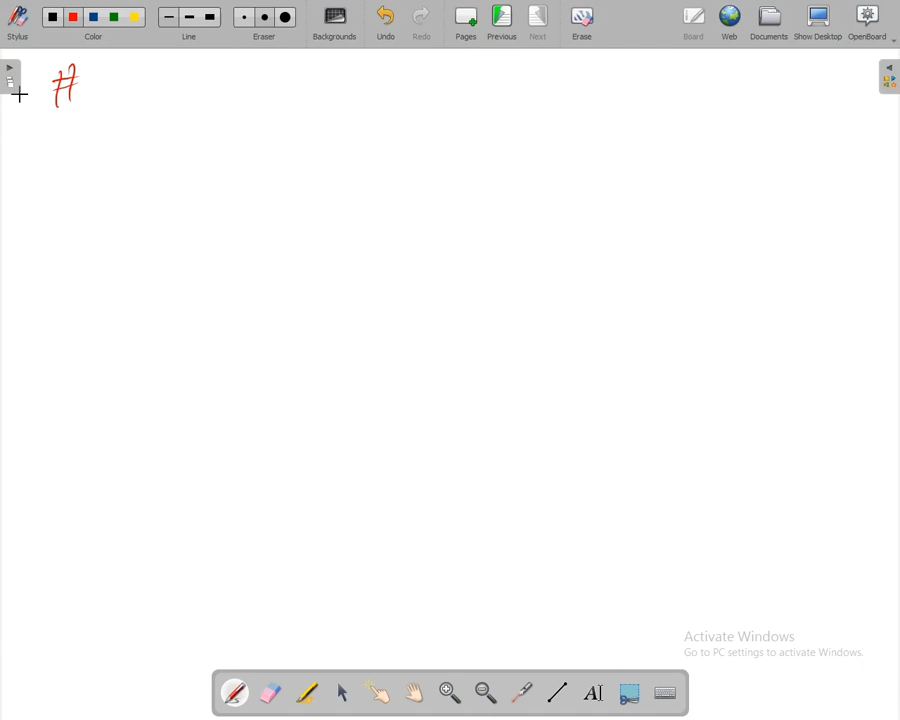 Stylus Color Line Eraser Backgrounds Undo Redo Pages Previous Next Erase Board Web Documents Show Desktop OpenBoard
#
Activate Windows
Go to PC settings to activate Windows.